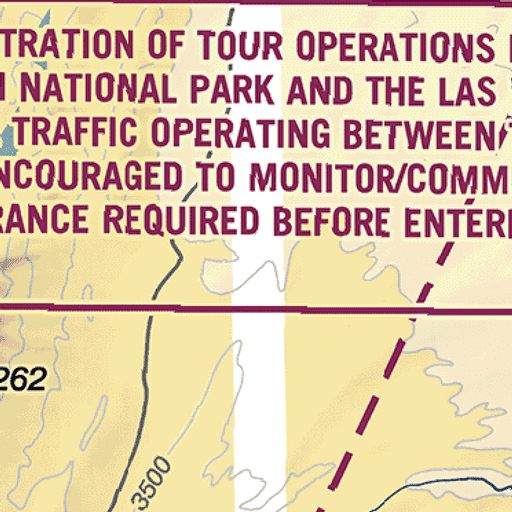 TRATION OF TOUR OPERATIONS
NATIONAL PARK AND THE LAS
TRAFFIC OPERATING BETWEEN
NCOURAGED TO MONITOR/COMM
RANCE REQUIRED BEFORE ENTER
262
3500